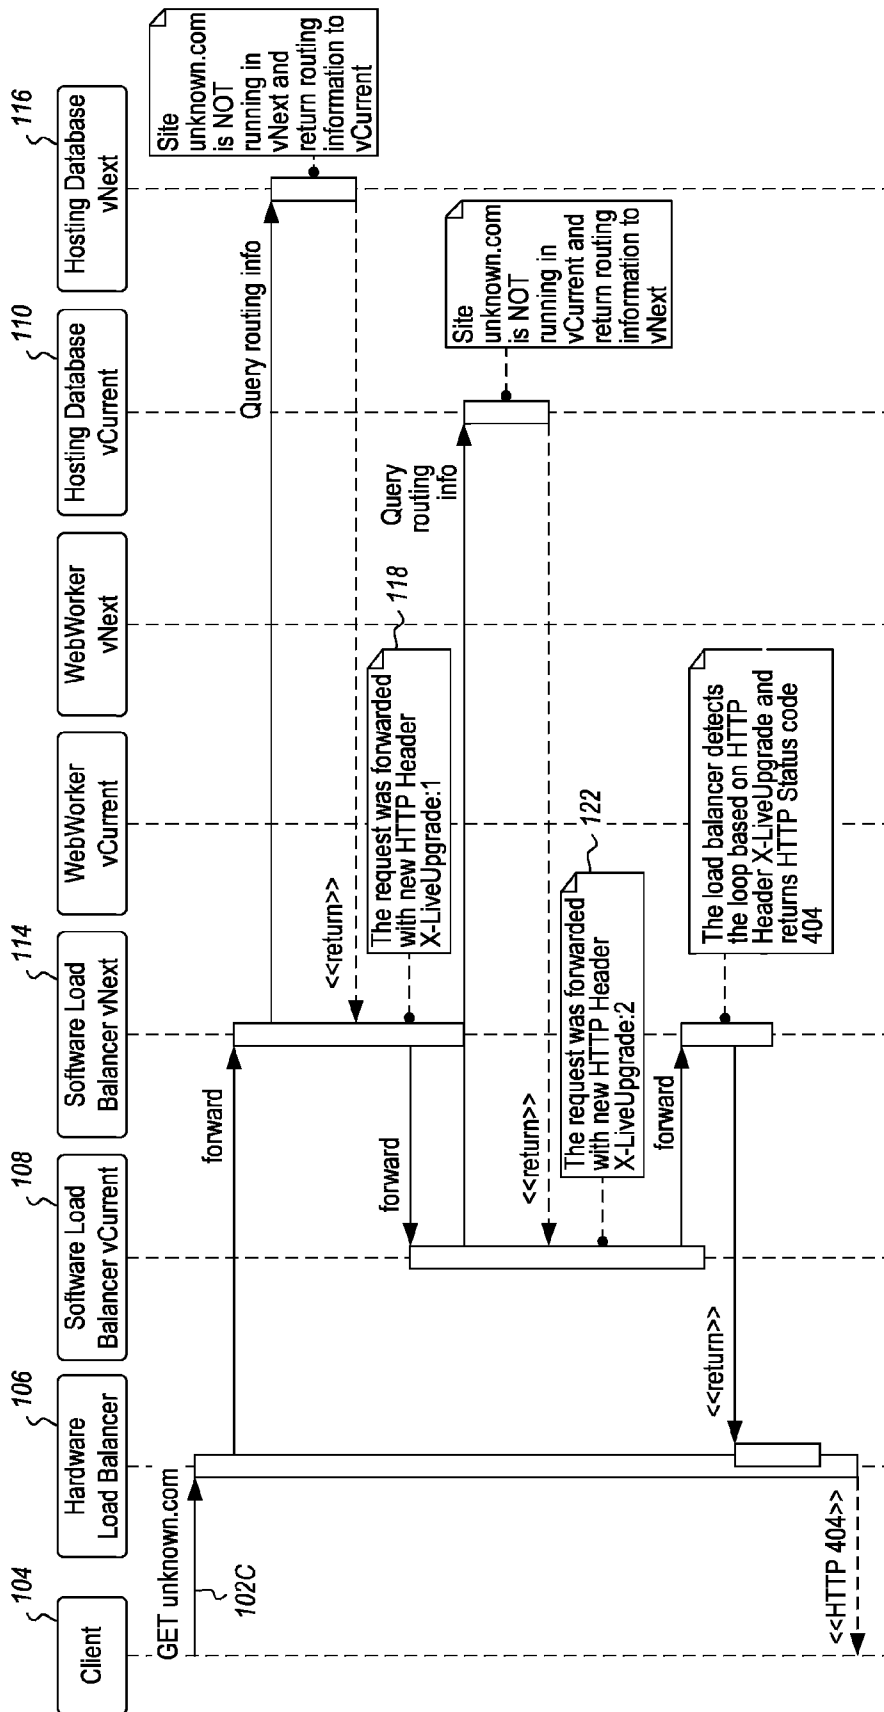 104
Client
106
Hardware
Load Balancer
108
Software Load
Balancer vCurrent
114
Software Load
Balancer vNext
WebWorker
vCurrent
WebWorker
vNext
110
Hosting Database
vCurrent
116
Hosting Database
vNext
GET unknown.com
102C
forward
Query routing info
Site
unknown.com
is NOT
running in
vNext and
return routing
information to
vCurrent
<<return>>
118
The request was forwarded
with new HTTP Header
X-LiveUpgrade:1
forward
Query
routing
info
Site
unknown.com
is NOT
running in
vCurrent and
return routing
information to
vNext
<<return>>
122
The request was forwarded
with new HTTP Header
X-LiveUpgrade:2
forward
The load balancer detects
the loop based on HTTP
Header X-LiveUpgrade and
returns HTTP Status code
404
<<return>>
<<HTTP 404>>